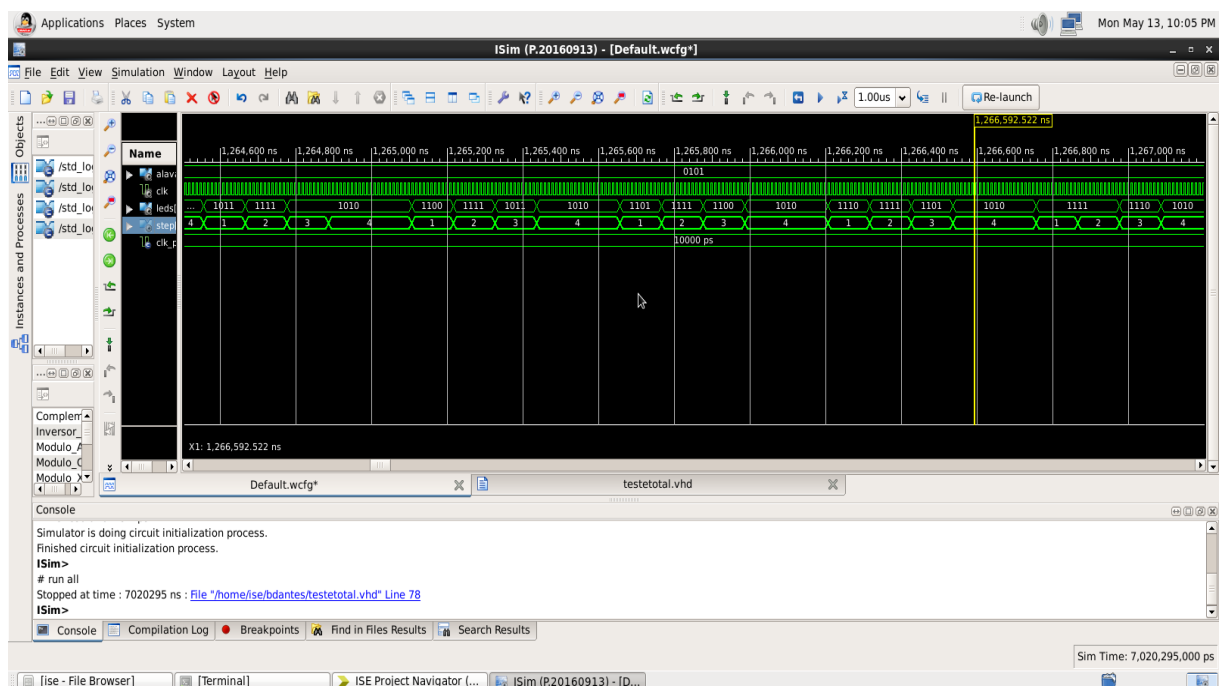 Applications Places System Mon May 13, 10:05 PM
ISim (P.20160913) - [Default.wcfg*]
File Edit View Simulation Window Layout Help
1.00us Re-launch
Objects
Instances and Processes
/std_lo
/std_lo
/std_lo
/std_lo
1,266,592.522 ns
Name 1,264,600 ns 1,264,800 ns 1,265,000 ns 1,265,200 ns 1,265,400 ns 1,265,600 ns 1,265,800 ns 1,266,000 ns 1,266,200 ns 1,266,400 ns 1,266,600 ns 1,266,800 ns 1,267,000 ns
alava 0101
clk
leds[ ... 1011 1111 1010 1100 1111 1011 1010 1101 1111 1100 1010 1110 1111 1101 1010 1111 1110 1010
step[ 4 1 2 3 4 1 2 3 4 1 2 3 4 1 2 3 4 1 2 3 4
clk_p 10000 ps
X1: 1,266,592.522 ns
Complem
Inversor_
Modulo_A
Modulo_C
Modulo_X
Default.wcfg* testetotal.vhd
Console
Simulator is doing circuit initialization process.
Finished circuit initialization process.
ISim>
# run all
Stopped at time : 7020295 ns : File "/home/ise/bdantes/testetotal.vhd" Line 78
ISim>
Console Compilation Log Breakpoints Find in Files Results Search Results
Sim Time: 7,020,295,000 ps
[ise - File Browser] [Terminal] ISE Project Navigator (... ISim (P.20160913) - [D...